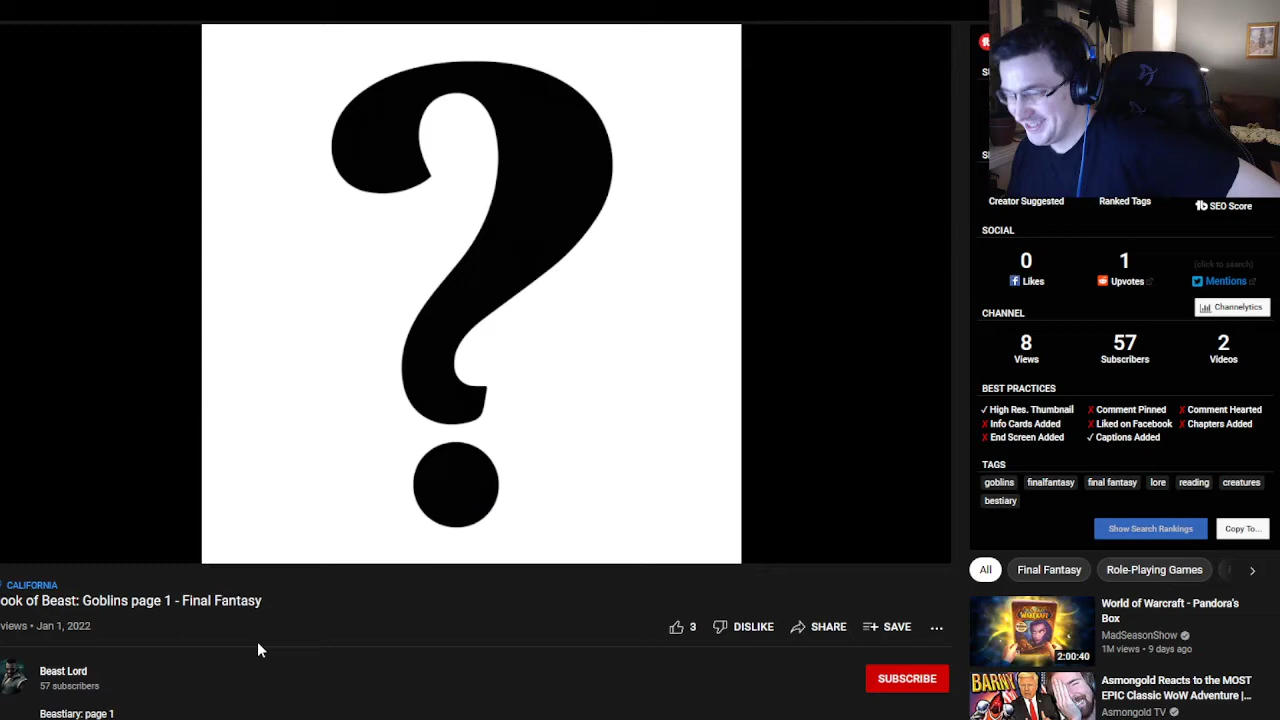 ?
Creator Suggested
Ranked Tags
SEO Score
SOCIAL
0
1
(click to search)
Likes
Upvotes
Mentions
CHANNEL
Channelytics
8
57
2
Views
Subscribers
Videos
BEST PRACTICES
✓ High Res. Thumbnail
✗ Comment Pinned
✗ Comment Hearted
✗ Info Cards Added
✗ Liked on Facebook
✗ Chapters Added
✗ End Screen Added
✓ Captions Added
TAGS
goblins
finalfantasy
final fantasy
lore
reading
creatures
bestiary
Show Search Rankings
Copy To...
All
Final Fantasy
Role-Playing Games
CALIFORNIA
ook of Beast: Goblins page 1 - Final Fantasy
views • Jan 1, 2022
3
DISLIKE
SHARE
SAVE
...
Beast Lord
57 subscribers
SUBSCRIBE
Beastiary: page 1
WARCRAFT
2:00:40
World of Warcraft - Pandora's
Box
MadSeasonShow
1M views • 9 days ago
BARNY
Asmongold Reacts to the MOST
EPIC Classic WoW Adventure |...
Asmongold TV